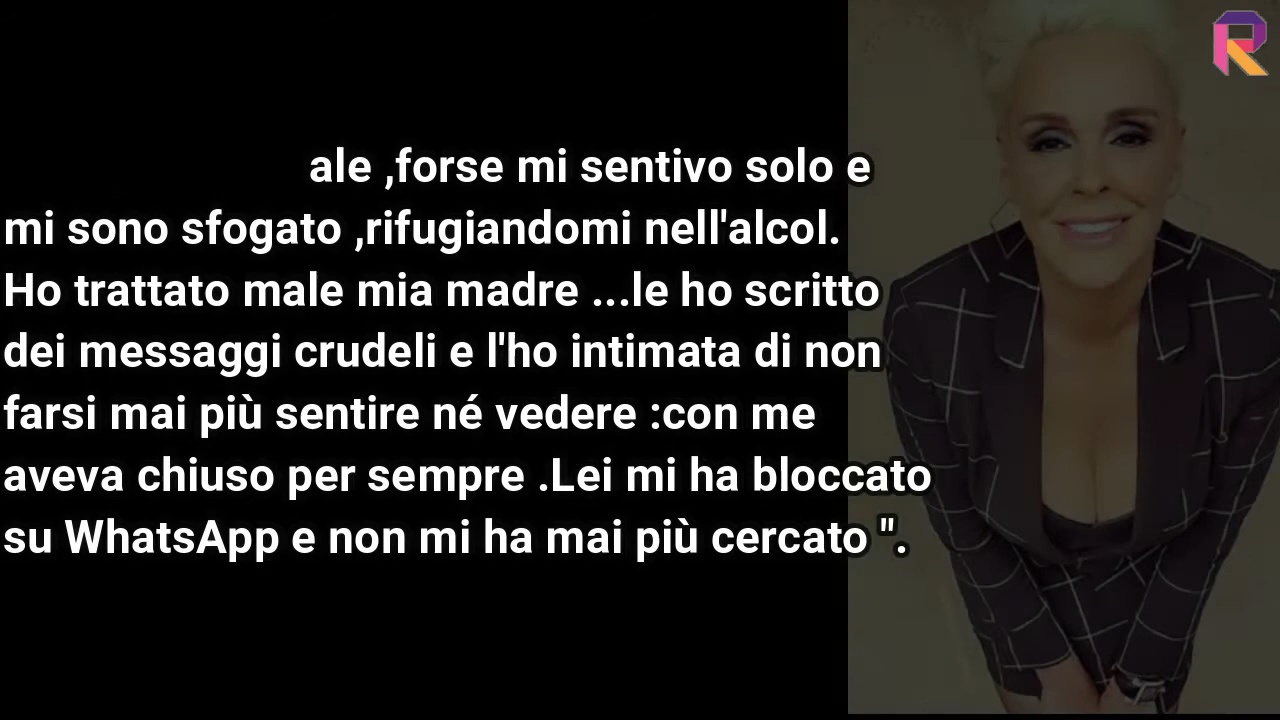 ale ,forse mi sentivo solo e
mi sono sfogato ,rifugiandomi nell'alcol.
Ho trattato male mia madre ...le ho scritto
dei messaggi crudeli e l'ho intimata di non
farsi mai più sentire né vedere :con me
aveva chiuso per sempre .Lei mi ha bloccato
su WhatsApp e non mi ha mai più cercato ".